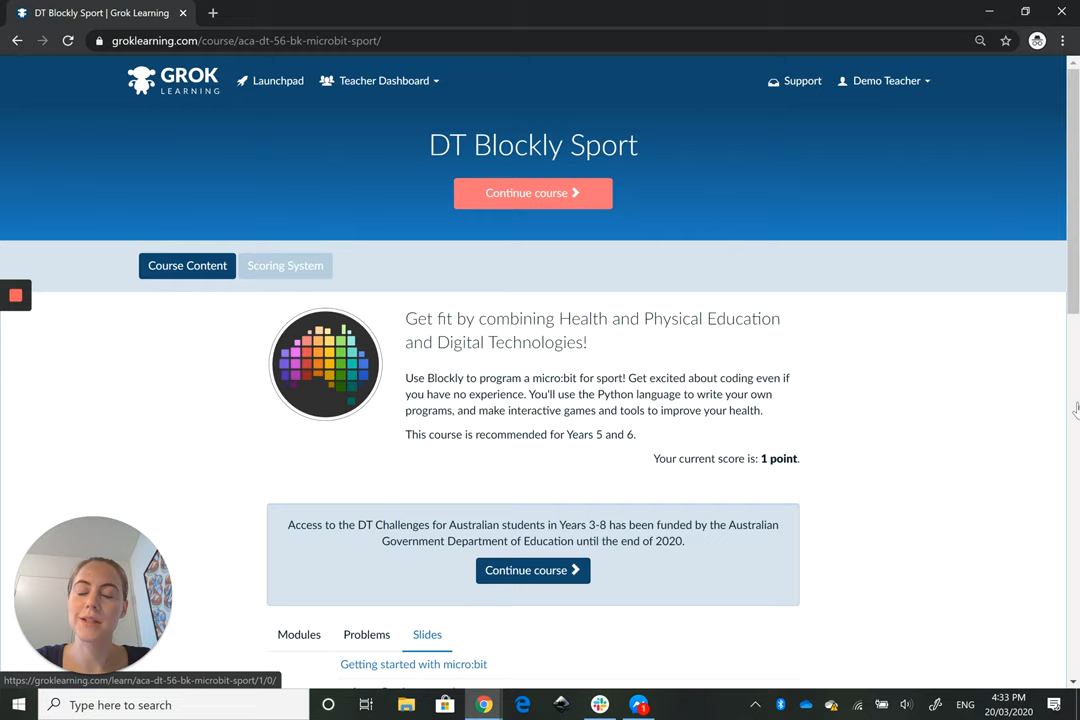 DT Blockly Sport | Grok Learning
groklearning.com/course/aca-dt-56-bk-microbit-sport/
GROK
LEARNING
Launchpad
Teacher Dashboard
Support
Demo Teacher
DT Blockly Sport
Continue course
Course Content
Scoring System
Get fit by combining Health and Physical Education
and Digital Technologies!
Use Blockly to program a micro:bit for sport! Get excited about coding even if
you have no experience. You'll use the Python language to write your own
programs, and make interactive games and tools to improve your health.
This course is recommended for Years 5 and 6.
Your current score is: 1 point.
Access to the DT Challenges for Australian students in Years 3-8 has been funded by the Australian
Government Department of Education until the end of 2020.
Continue course
Modules
Problems
Slides
Getting started with micro:bit
https://groklearning.com/learn/aca-dt-56-bk-microbit-sport/1/0/
Type here to search
1
ENG
4:33 PM
20/03/2020